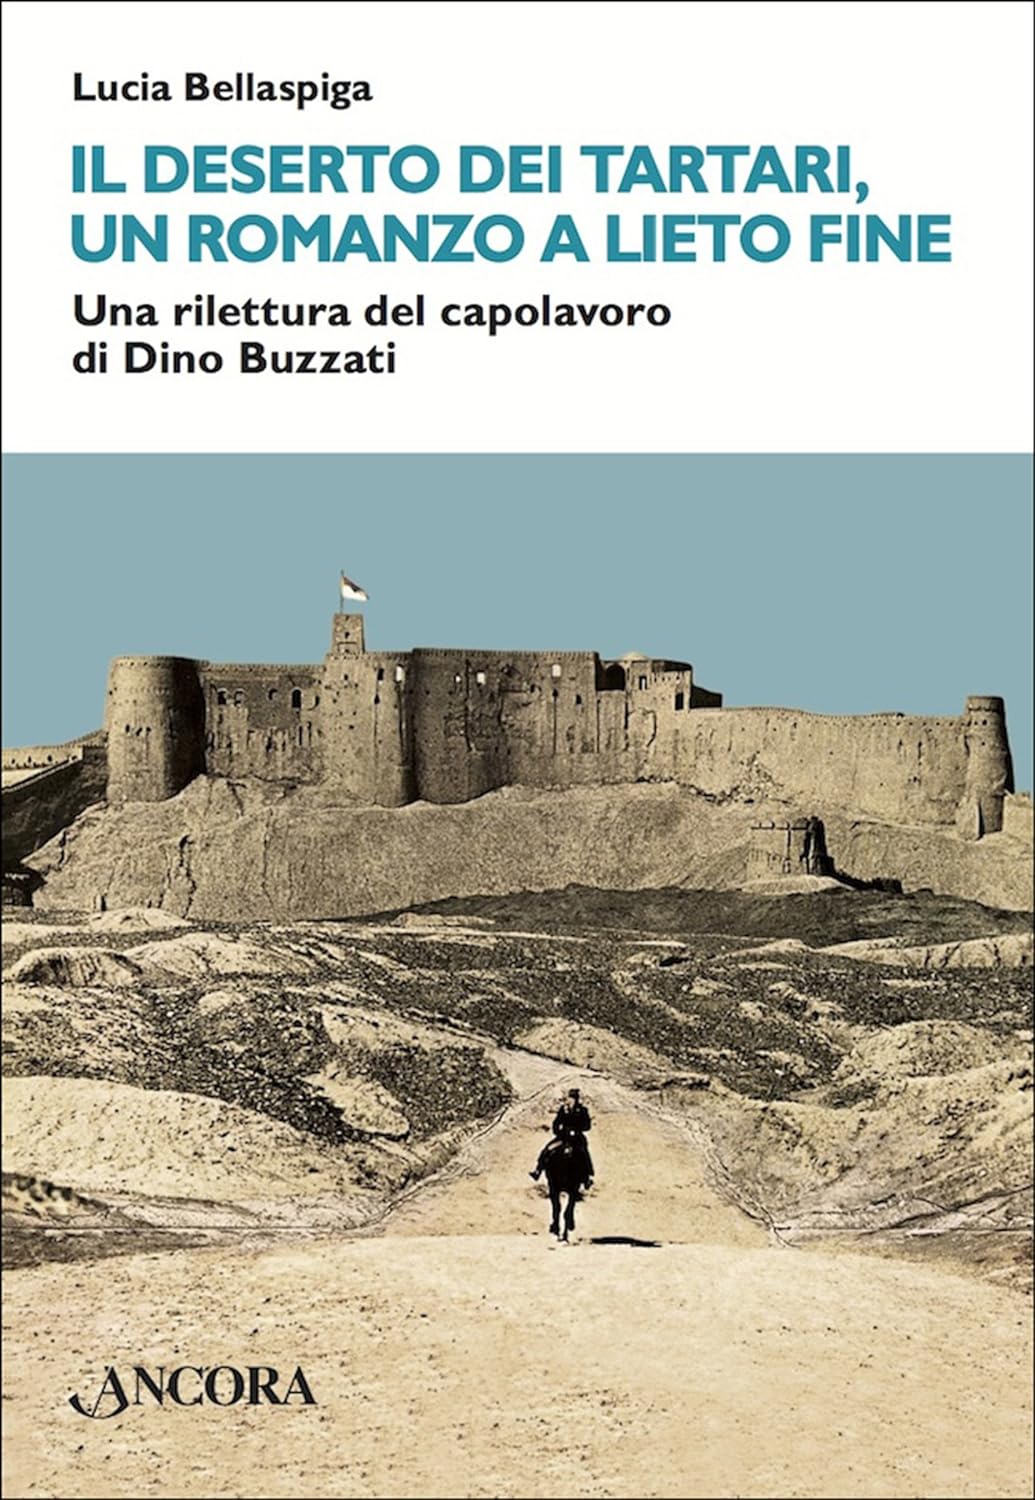 Lucia Bellaspiga
IL DESERTO DEI TARTARI,
UN ROMANZO A LIETO FINE
Una rilettura del capolavoro
di Dino Buzzati
ANCORA